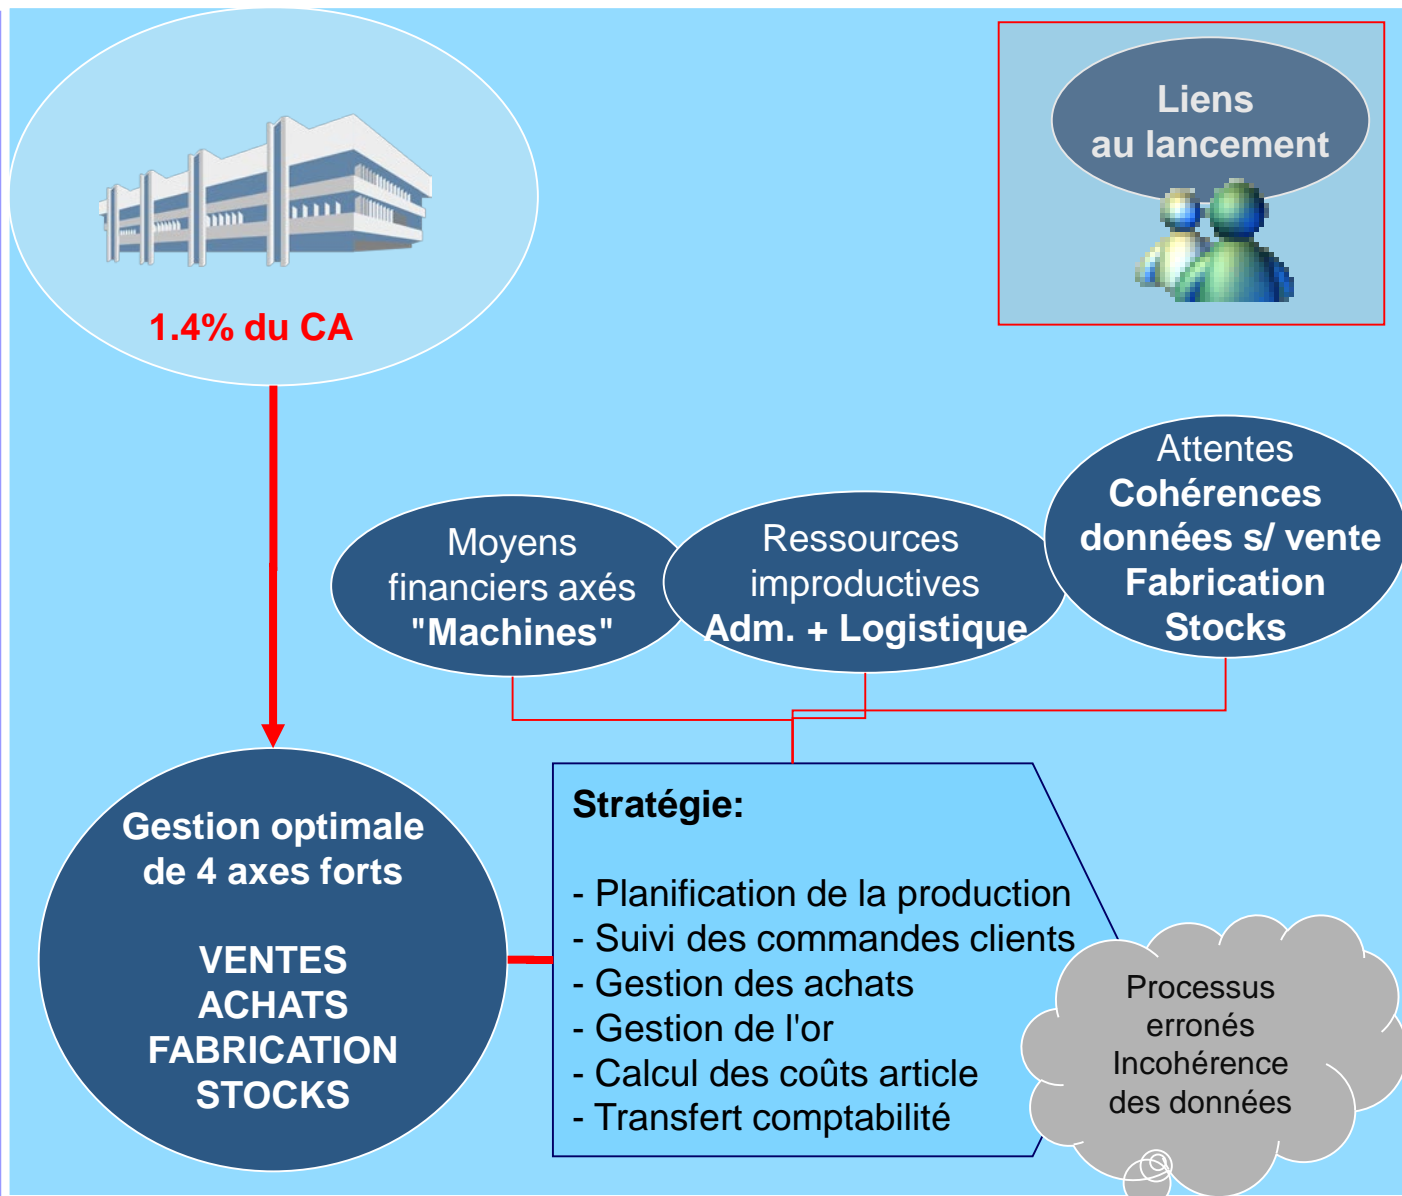 Liens
au lancement
1.4% du CA
Moyens
financiers axés
"Machines"
Ressources
improductives
Adm. + Logistique
Attentes
Cohérences
données s/ vente
Fabrication
Stocks
Gestion optimale
de 4 axes forts
VENTES
ACHATS
FABRICATION
STOCKS
Stratégie:
- Planification de la production
- Suivi des commandes clients
- Gestion des achats
- Gestion de l'or
- Calcul des coûts article
- Transfert comptabilité
Processus
erronés
Incohérence
des données